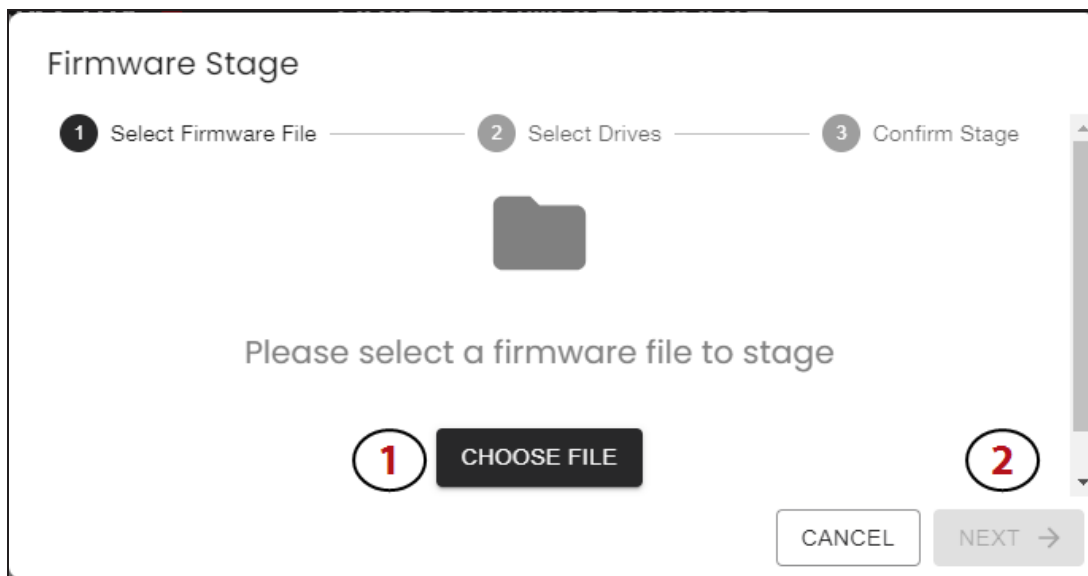 Firmware Stage
1 Select Firmware File 2 Select Drives 3 Confirm Stage
Please select a firmware file to stage
1 CHOOSE FILE 2
CANCEL NEXT →